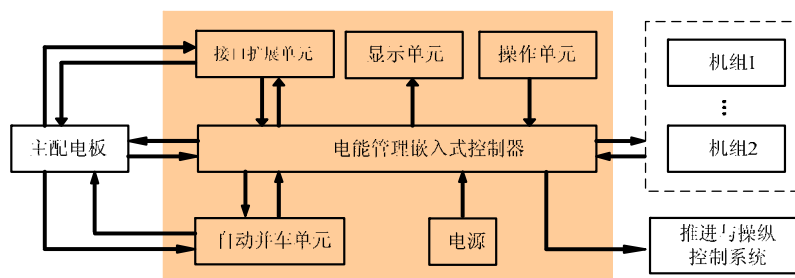 接口扩展单元
显示单元
操作单元
机组1
...
主配电板
电能管理嵌入式控制器
机组2
自动并车单元
电源
推进与操纵
控制系统